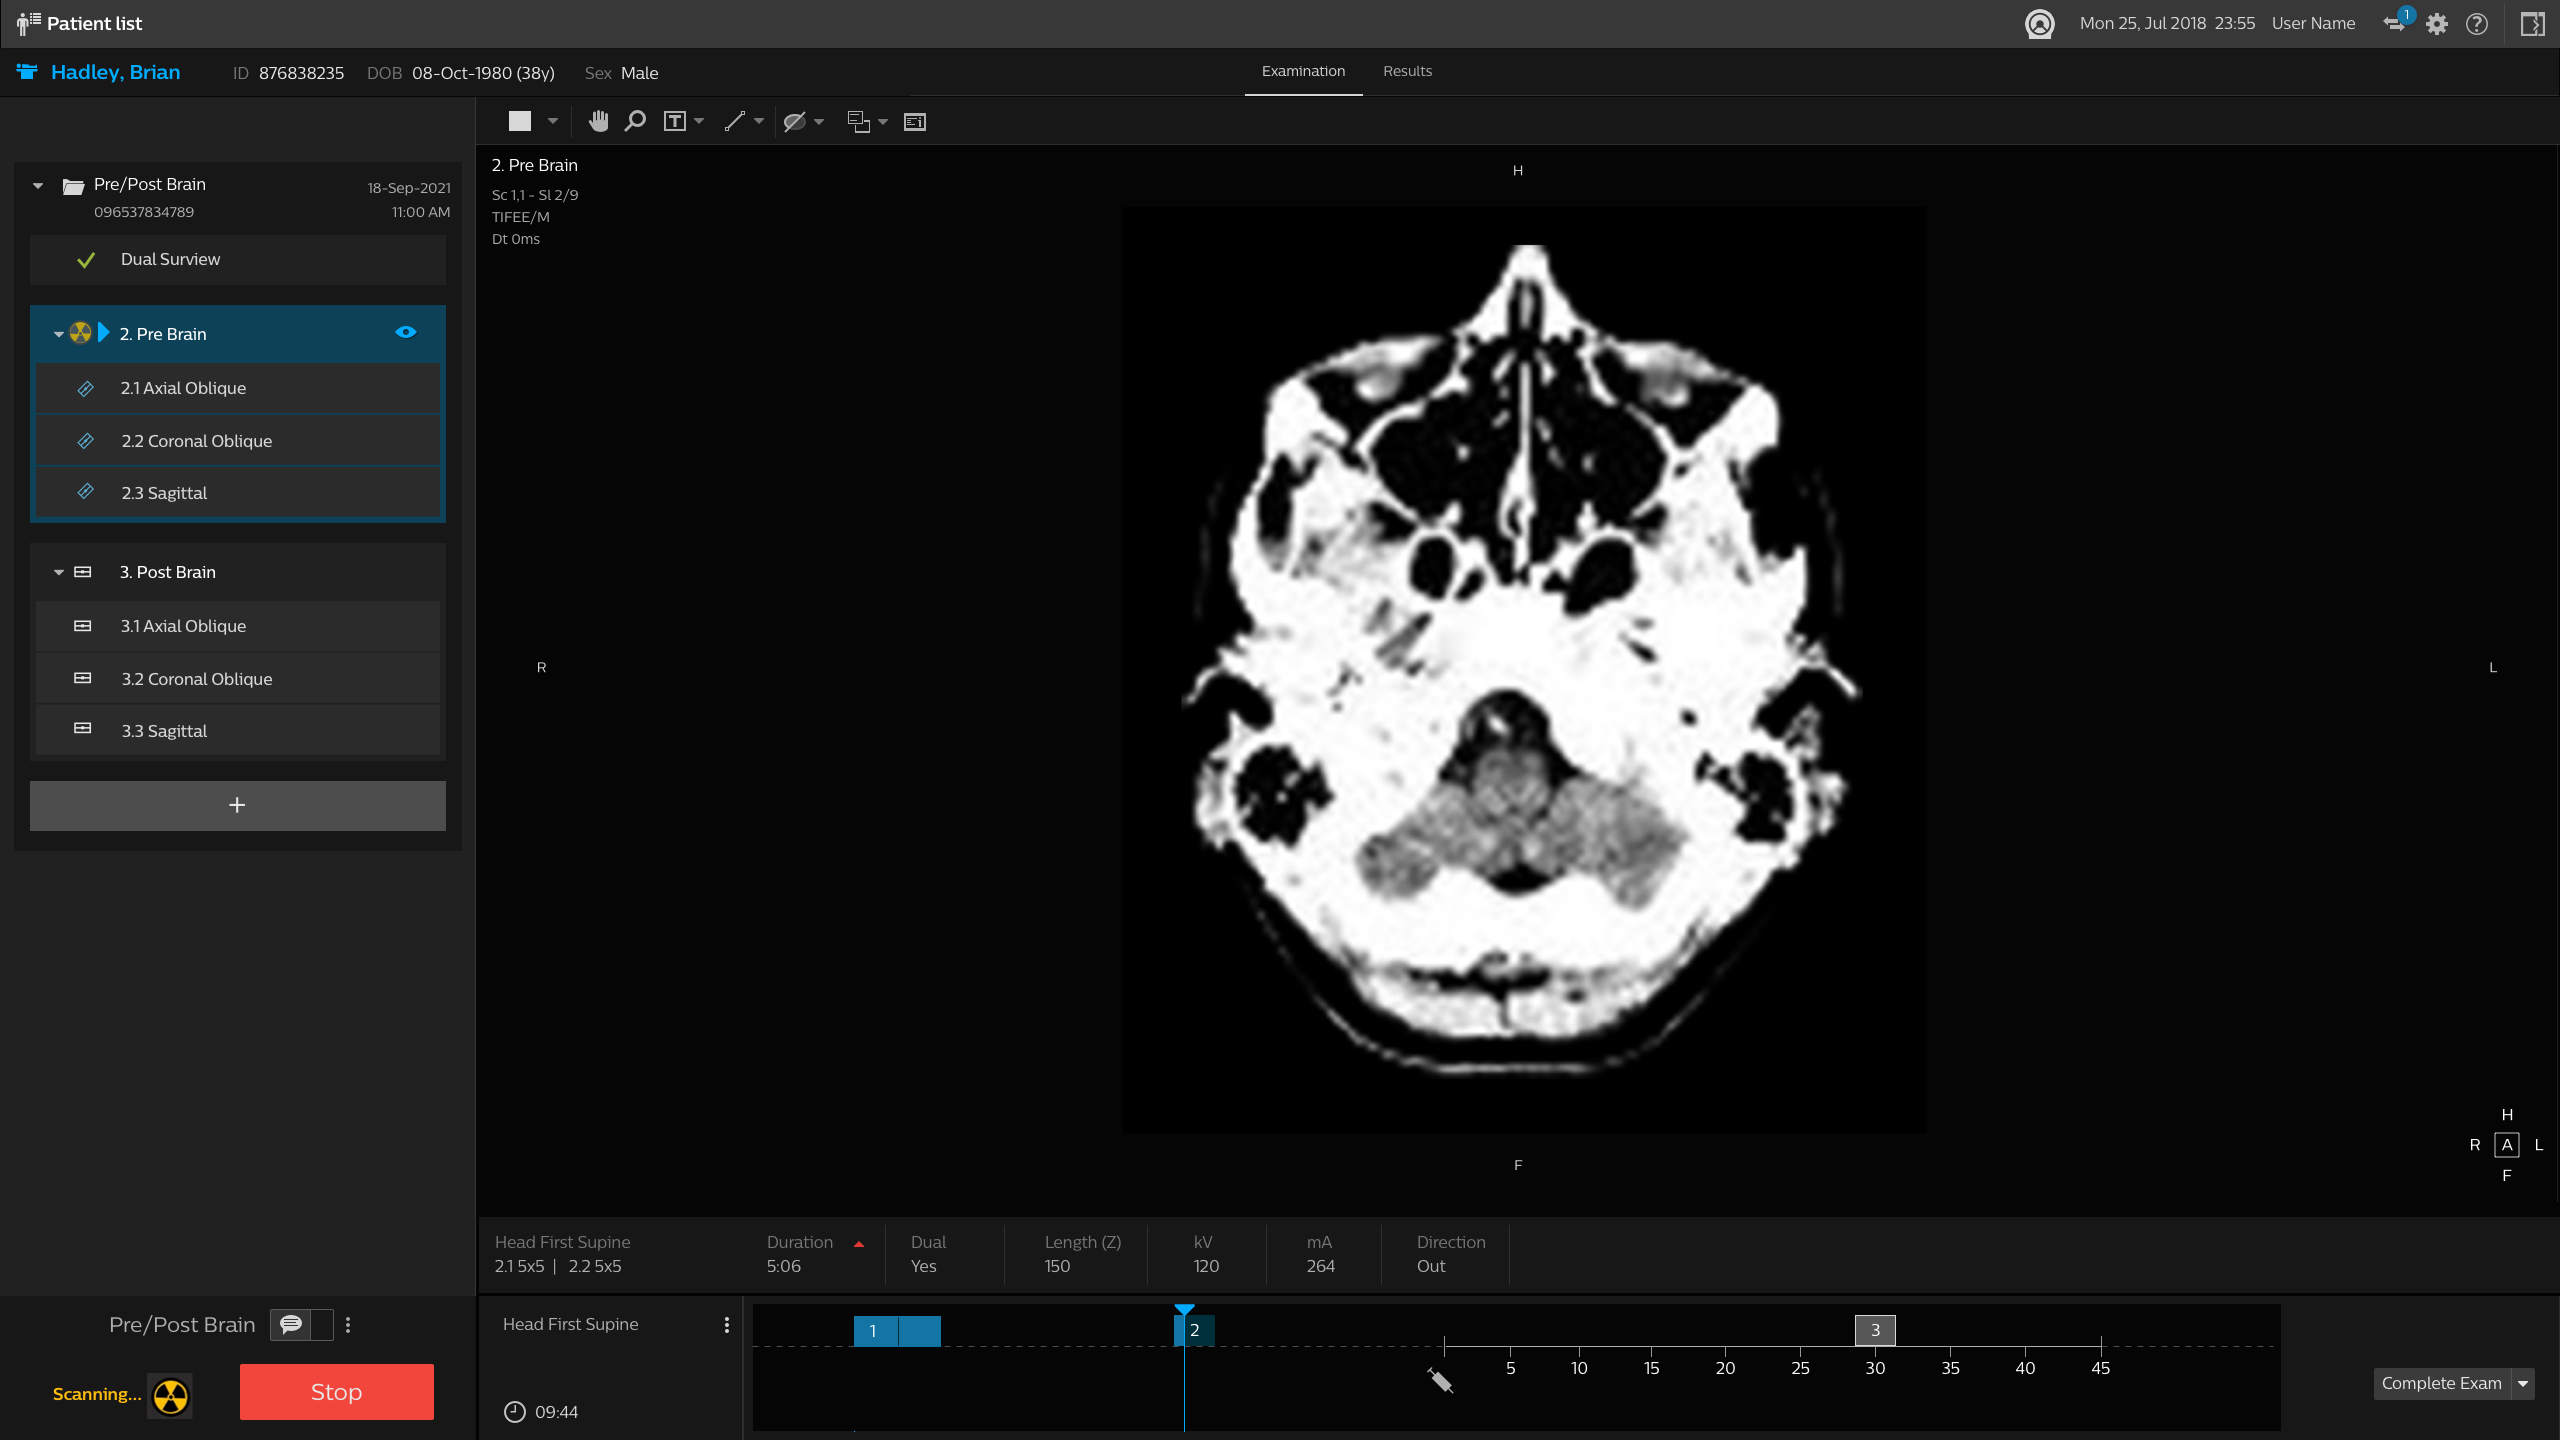 Patient list
Mon 25, Jul 2018 23:55 User Name 1
Hadley, Brian ID 876838235 DOB 08-Oct-1980 (38y) Sex Male
Examination Results
Pre/Post Brain 18-Sep-2021
096537834789 11:00 AM
Dual Surview
2. Pre Brain
2.1 Axial Oblique
2.2 Coronal Oblique
2.3 Sagittal
3. Post Brain
3.1 Axial Oblique
3.2 Coronal Oblique
3.3 Sagittal
+
T
2. Pre Brain
Sc 1,1 - Sl 2/9
TIFEE/M
Dt 0ms
H
R
L
F
H
R A L
F
Head First Supine
2.1 5x5 | 2.2 5x5
Duration
5:06
Dual
Yes
Length (Z)
150
kV
120
mA
264
Direction
Out
Pre/Post Brain
Scanning...
Stop
Head First Supine
09:44
1 2 3
5 10 15 20 25 30 35 40 45
Complete Exam